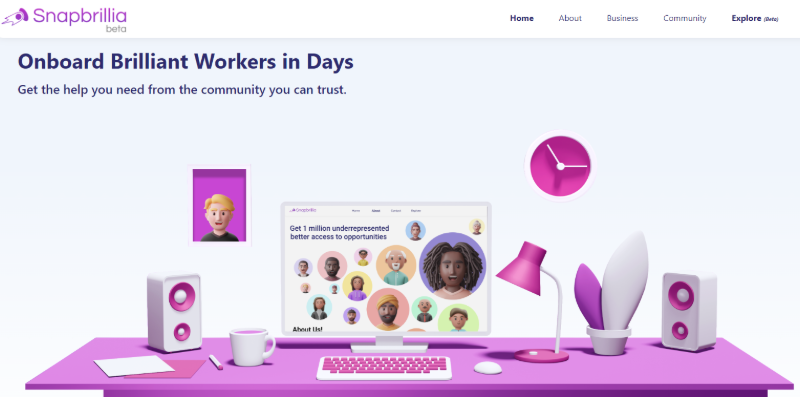 Snapbrillia
beta
Home About Business Community Explore (Beta)
Onboard Brilliant Workers in Days
Get the help you need from the community you can trust.
Snapbrillia
Home About Contact
Get 1 million underrepresented
better access to opportunities
About Us!